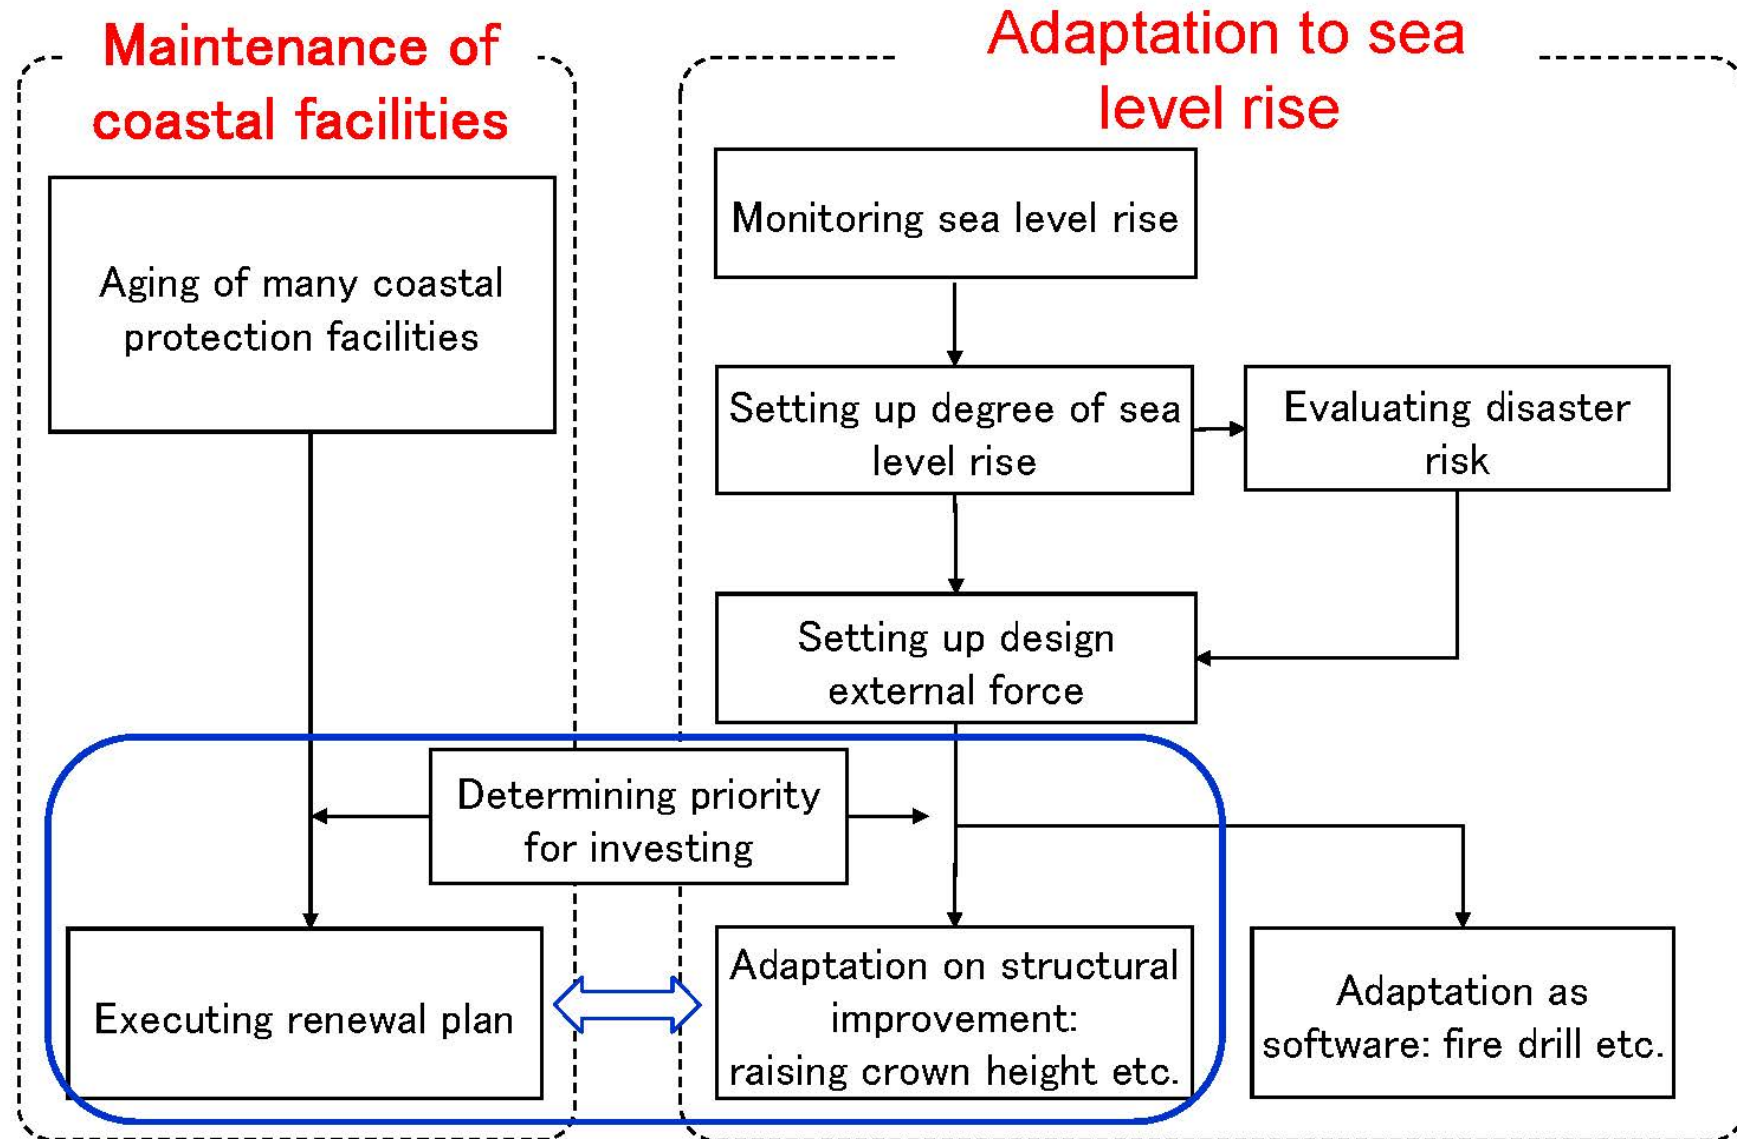 Maintenance of
coastal facilities
Aging of many coastal
protection facilities
Adaptation to sea
level rise
Monitoring sea level rise
Setting up degree of sea
level rise
Evaluating disaster
risk
Setting up design
external force
Determining priority
for investing
Executing renewal plan
Adaptation on structural
improvement:
raising crown height etc.
Adaptation as
software: fire drill etc.